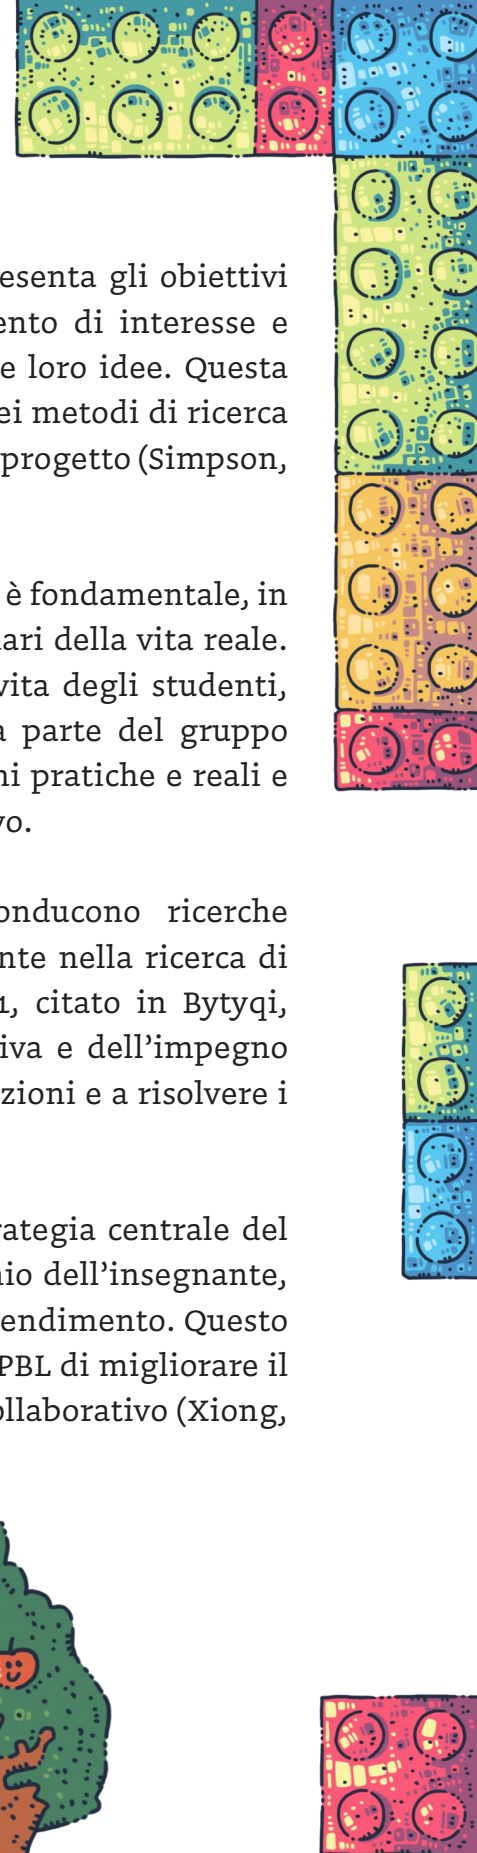 esenta gli obiettivi
ento di interesse e
e loro idee. Questa
ei metodi di ricerca
progetto (Simpson,
è fondamentale, in
ari della vita reale.
vita degli studenti,
a parte del gruppo
ni pratiche e reali e
vo.
onducono ricerche
nte nella ricerca di
1, citato in Bytyqi,
iva e dell'impegno
zioni e a risolvere i
rategia centrale del
nio dell'insegnante,
endimento. Questo
PBL di migliorare il
ollaborativo (Xiong,